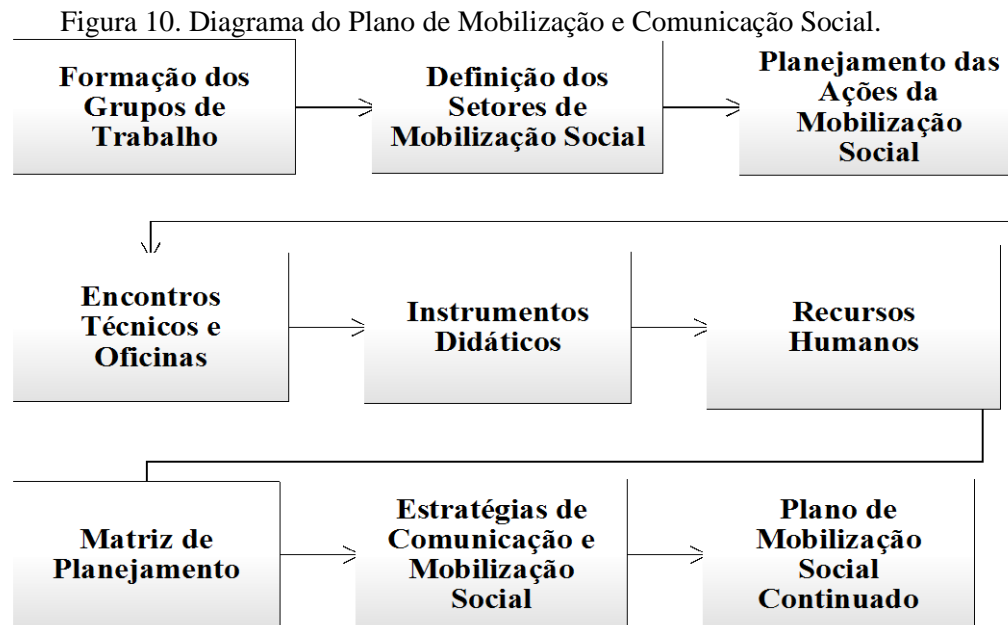 Figura 10. Diagrama do Plano de Mobilização e Comunicação Social.
Formação dos
Grupos de
Trabalho
Definição dos
Setores de
Mobilização Social
Planejamento das
Ações da
Mobilização
Social
Encontros
Técnicos e
Oficinas
Instrumentos
Didáticos
Recursos
Humanos
Matriz de
Planejamento
Estratégias de
Comunicação e
Mobilização
Social
Plano de
Mobilização
Social
Continuado